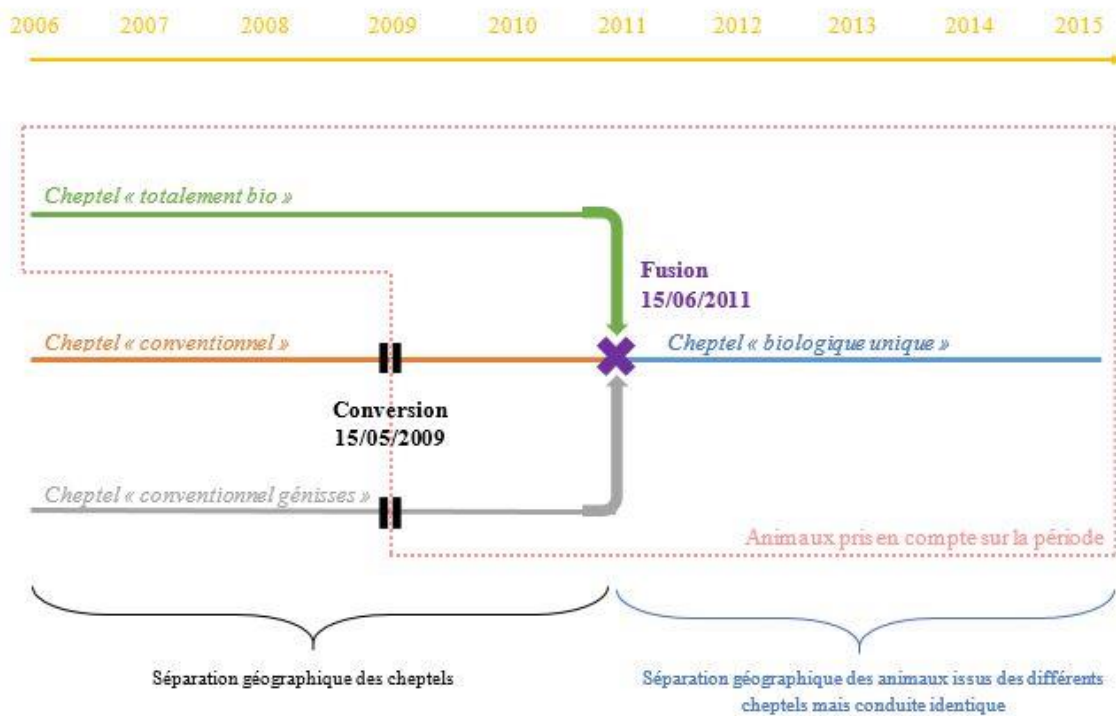 2006 2007 2008 2009 2010 2011 2012 2013 2014 2015
Cheptel « totalement bio »
Fusion
15/06/2011
Cheptel « conventionnel »
Cheptel « biologique unique »
Conversion
15/05/2009
Cheptel « conventionnel génisses »
Animaux pris en compte sur la période
Séparation géographique des cheptels
Séparation géographique des animaux issus des différents
cheptels mais conduite identique